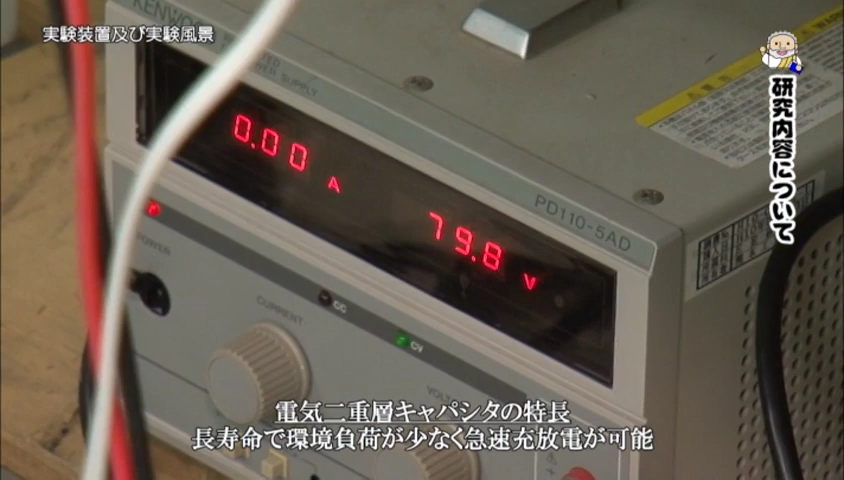 実験装置及び実験風景
研究内容について
KENWOOD
POWER SUPPLY
0.00 A
79.8 V
PD110-5AD
POWER
CURRENT
CC
CV
電気二重層キャパシタの特長
長寿命で環境負荷が少なく急速充放電が可能